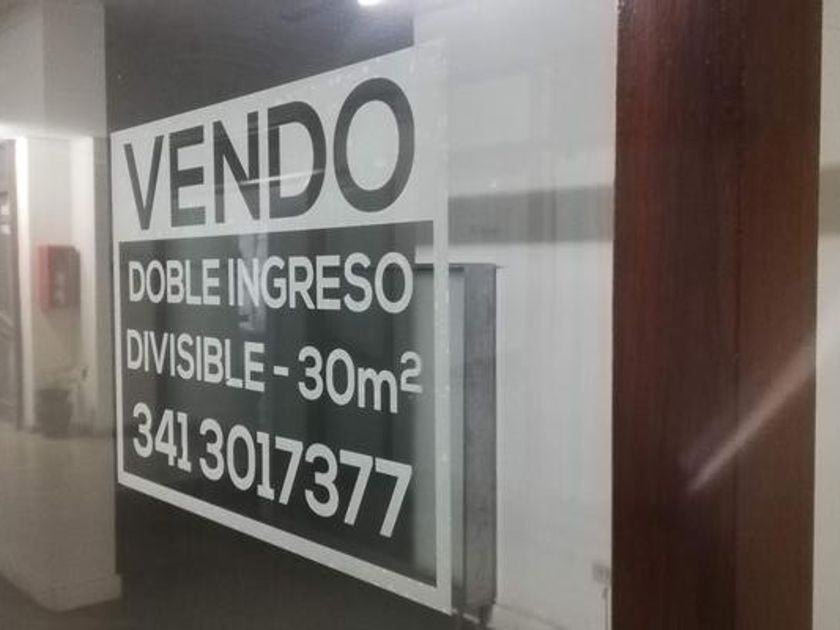 VENDO
DOBLE INGRESO
DIVISIBLE - 30m²
341 3017377